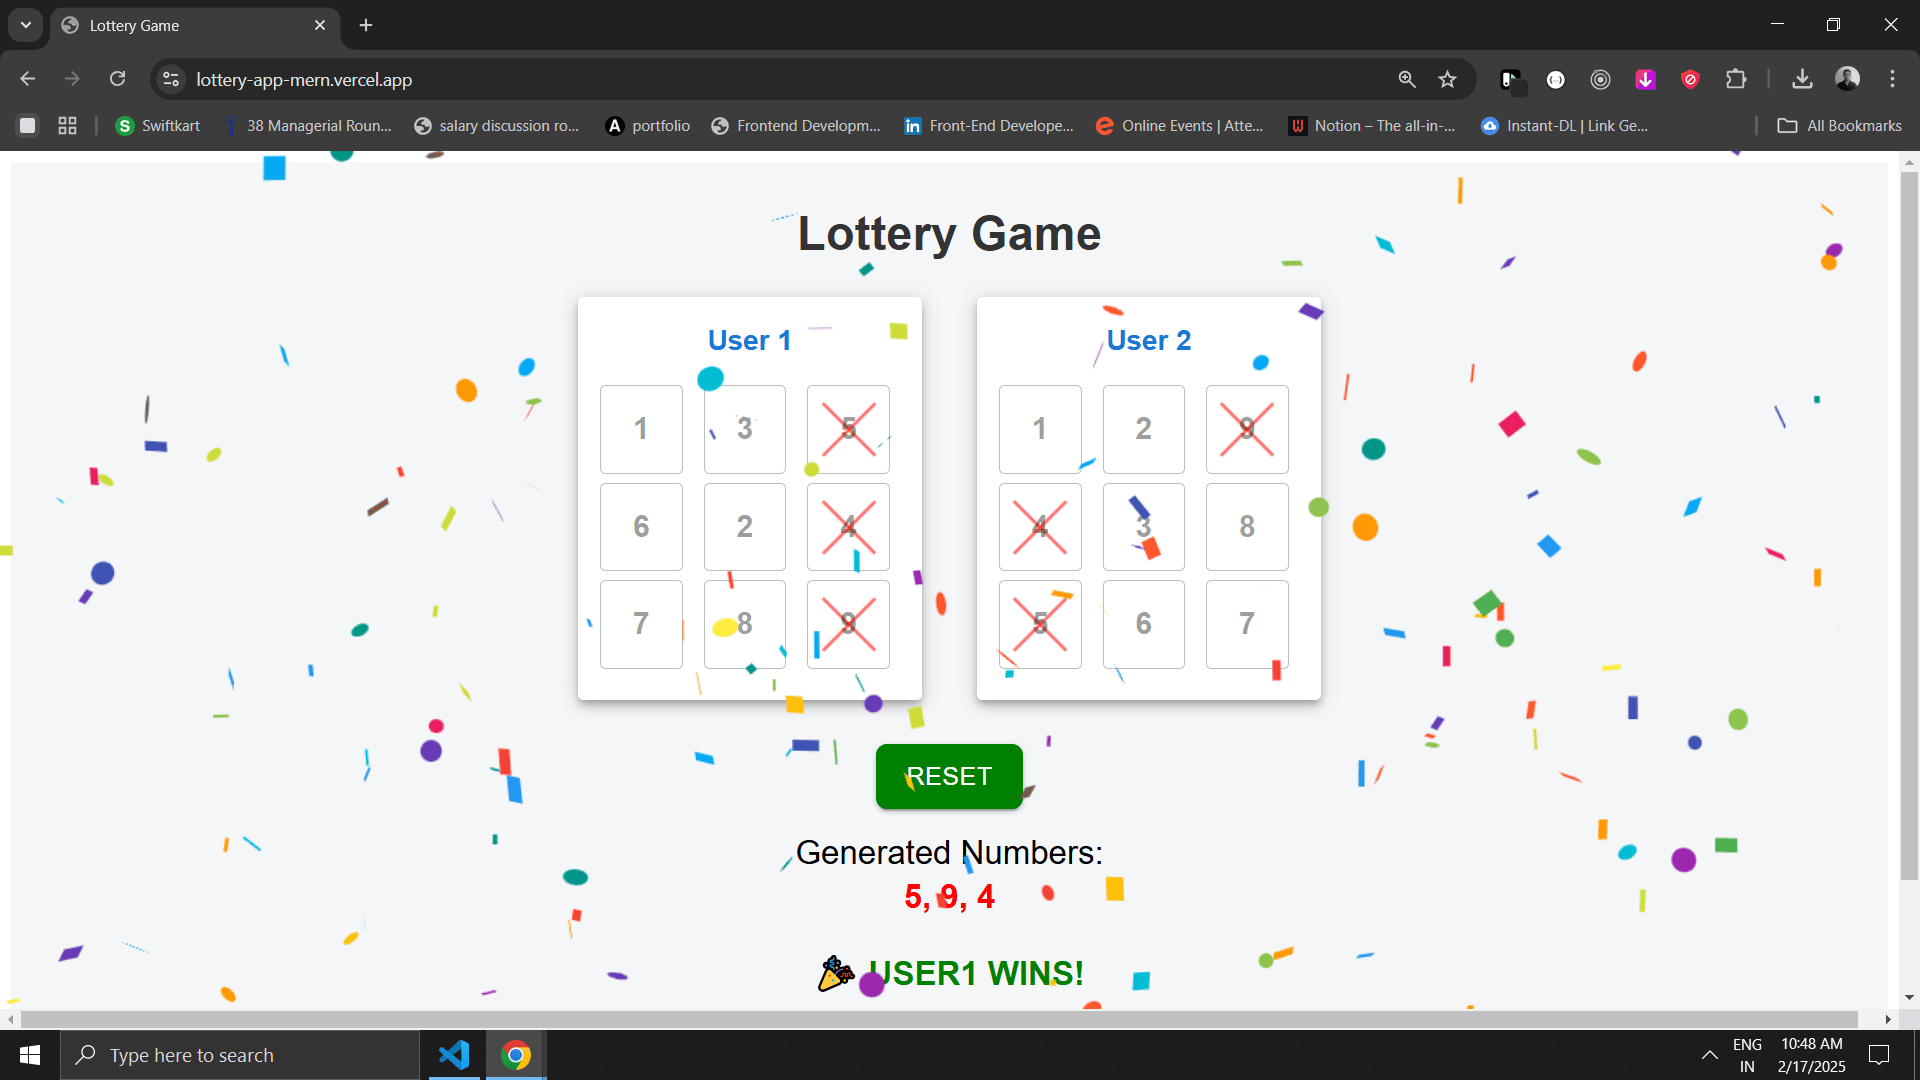 Lottery Game
lottery-app-mern.vercel.app
Swiftkart
38 Managerial Roun...
salary discussion ro...
portfolio
Frontend Developm...
Front-End Develope...
Online Events | Atte...
Notion – The all-in-...
Instant-DL | Link Ge...
All Bookmarks
Lottery Game
User 1
1 3 5
6 2 4
7 8 9
User 2
1 2 9
4 3 8
5 6 7
RESET
Generated Numbers:
5, 9, 4
USER1 WINS!
Type here to search
ENG
IN
10:48 AM
2/17/2025